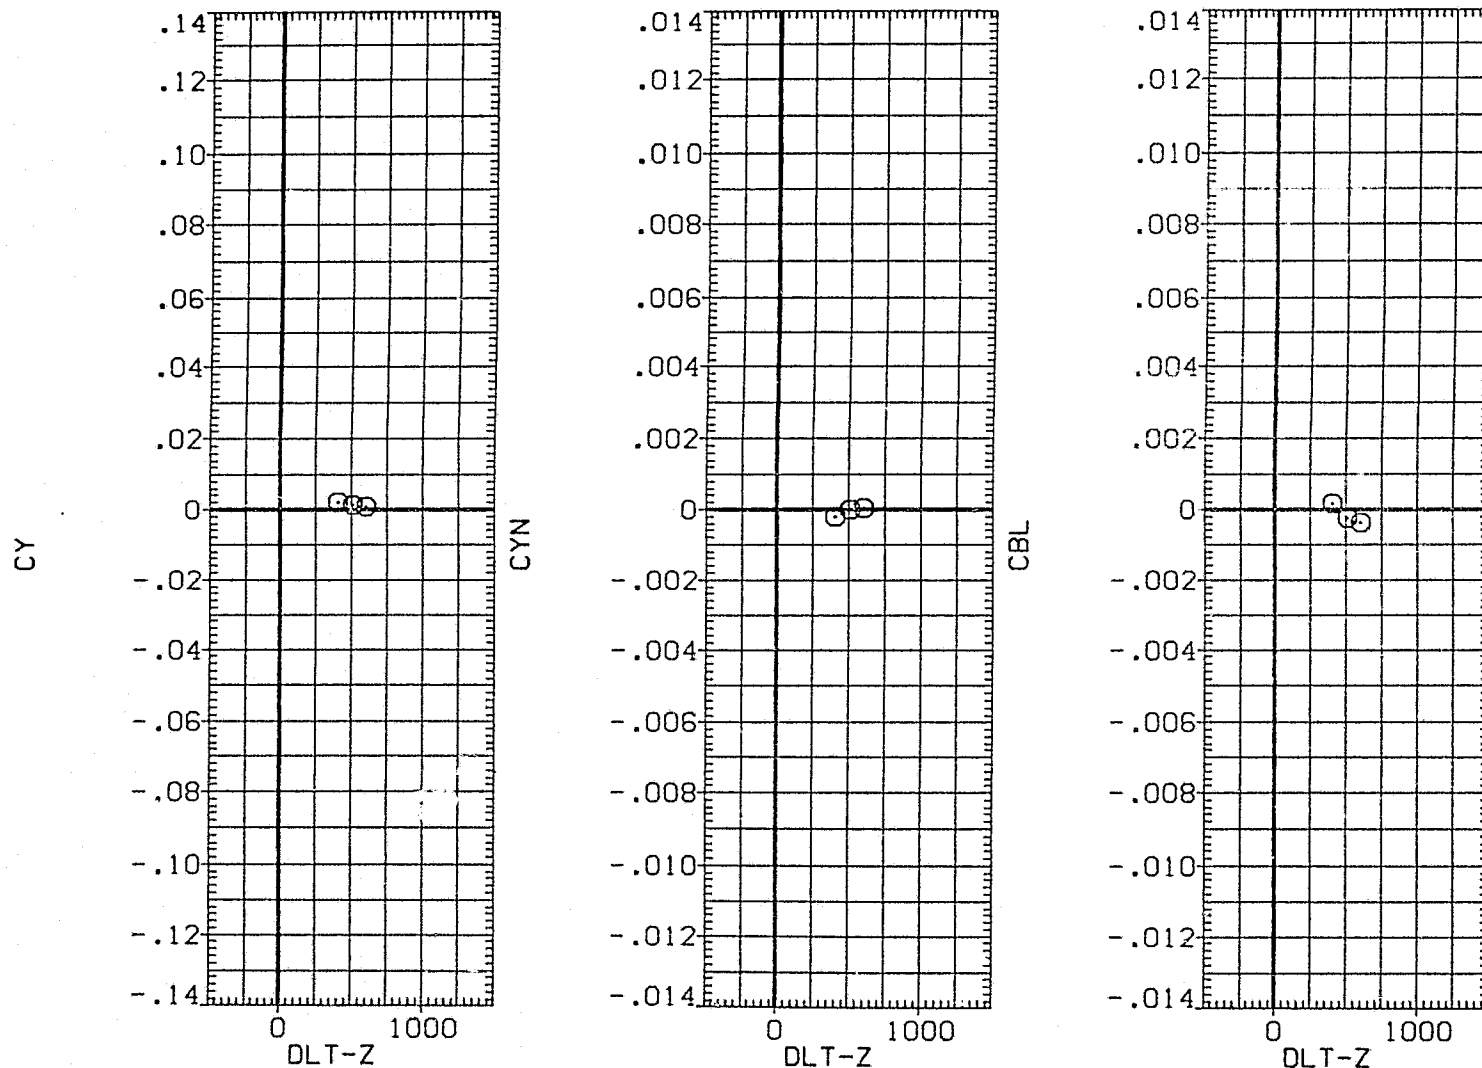 .14 .014 .014
.12 .012 .012
.10 .010 .010
.08 .008 .008
.06 .006 .006
.04 .004 .004
.02 .002 .002
0 0 0
CY CYN CBL
-.02 -.002 -.002
-.04 -.004 -.004
-.06 -.006 -.006
-.08 -.008 -.008
-.10 -.010 -.010
-.12 -.012 -.012
-.14 -.014 -.014
0 1000 0 1000 0 1000
DLT-Z DLT-Z DLT-Z